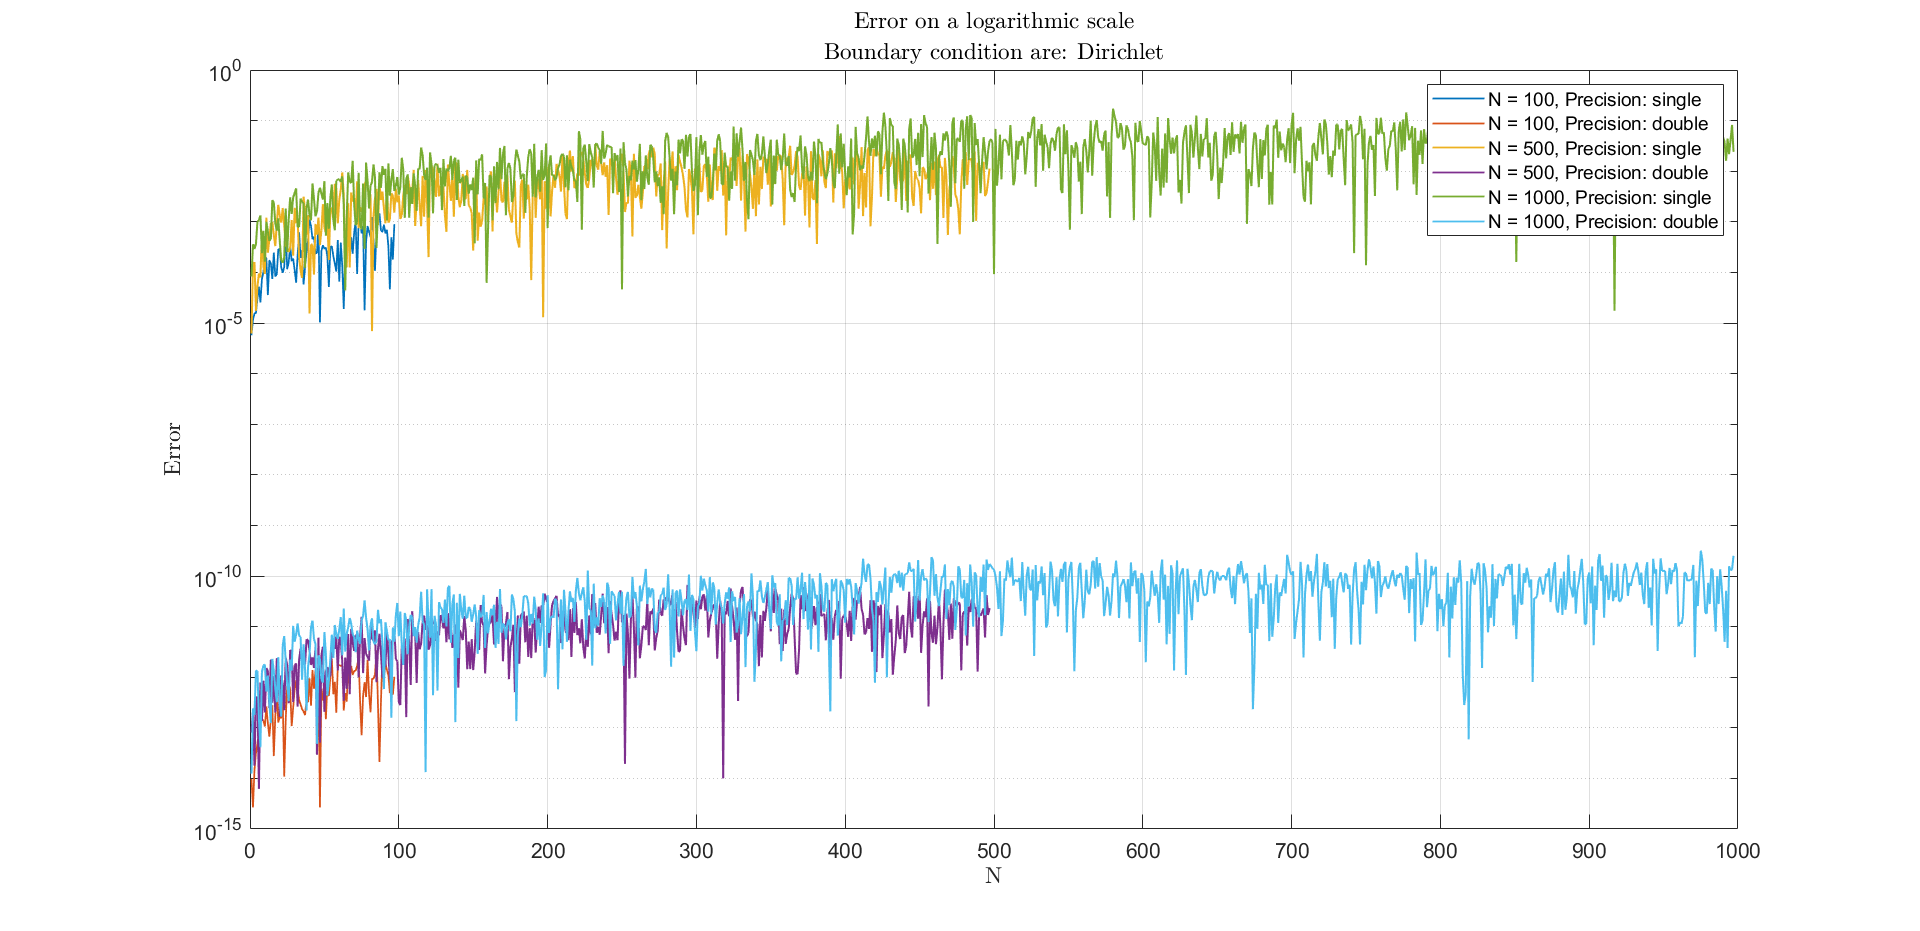 Error on a logarithmic scale
Boundary condition are: Dirichlet
10^0
10^-5
10^-10
10^-15
Error
N = 100, Precision: single
N = 100, Precision: double
N = 500, Precision: single
N = 500, Precision: double
N = 1000, Precision: single
N = 1000, Precision: double
0 100 200 300 400 500 600 700 800 900 1000
N